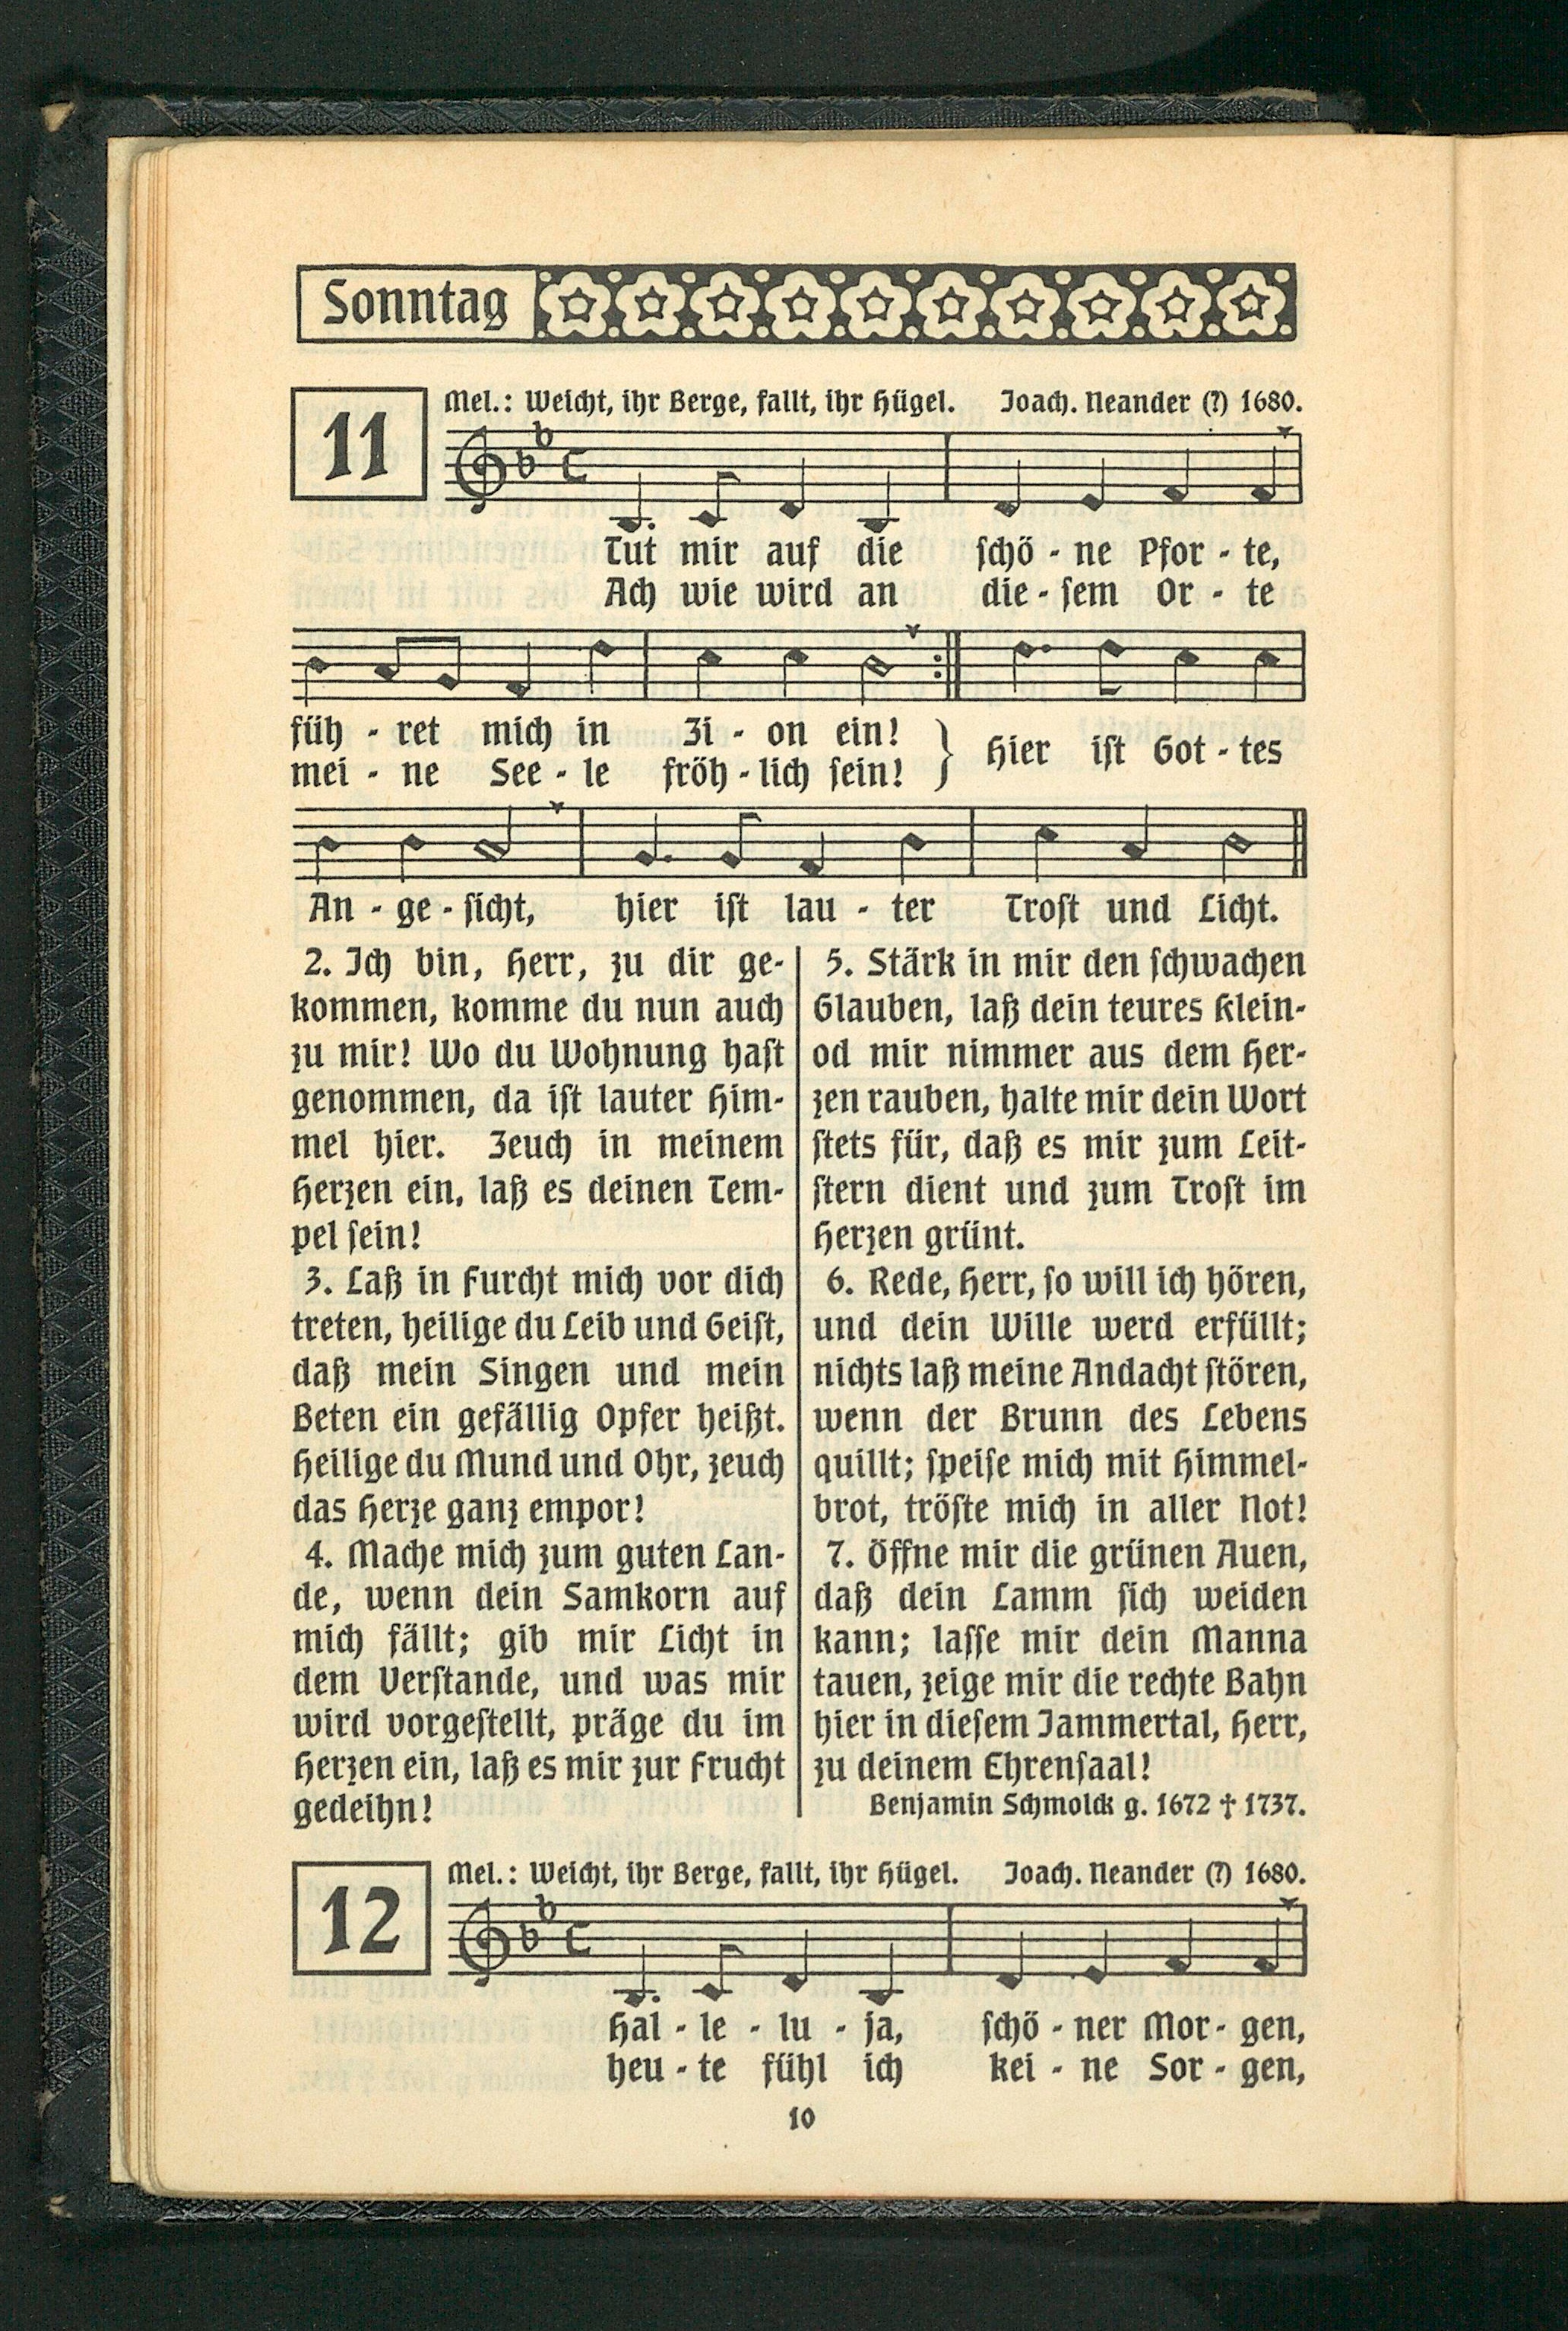 Sonntag
11
Mel.: Weicht, ihr Berge, fallt, ihr Hügel. Joach. Neander (?) 1680.
Tut mir auf die schö - ne Pfor - te,
Ach wie wird an die - sem Or - te
füh - ret mich in Zi - on ein!
mei - ne See - le fröh - lich sein!
} Hier ist Got - tes
An - ge - sicht, hier ist lau - ter Trost und Licht.
2. Ich bin, Herr, zu dir ge-
kommen, komme du nun auch
zu mir! Wo du Wohnung hast
genommen, da ist lauter Him-
mel hier. Zeuch in meinem
Herzen ein, laß es deinen Tem-
pel sein!
3. Laß in Furcht mich vor dich
treten, heilige du Leib und Geist,
daß mein Singen und mein
Beten ein gefällig Opfer heißt.
Heilige du Mund und Ohr, zeuch
das Herze ganz empor!
4. Mache mich zum guten Lan-
de, wenn dein Samkorn auf
mich fällt; gib mir Licht in
dem Verstande, und was mir
wird vorgestellt, präge du im
Herzen ein, laß es mir zur Frucht
gedeihn!
5. Stärk in mir den schwachen
Glauben, laß dein teures Klein-
od mir nimmer aus dem Her-
zen rauben, halte mir dein Wort
stets für, daß es mir zum Leit-
stern dient und zum Trost im
Herzen grünt.
6. Rede, Herr, so will ich hören,
und dein Wille werd erfüllt;
nichts laß meine Andacht stören,
wenn der Brunn des Lebens
quillt; speise mich mit Himmel-
brot, tröste mich in aller Not!
7. Öffne mir die grünen Auen,
daß dein Lamm sich weiden
kann; lasse mir dein Manna
tauen, zeige mir die rechte Bahn
hier in diesem Jammertal, Herr,
zu deinem Ehrensaal!
Benjamin Schmolck g. 1672 † 1737.
12
Mel.: Weicht, ihr Berge, fallt, ihr Hügel. Joach. Neander (?) 1680.
Hal - le - lu - ja, schö - ner Mor - gen,
heu - te fühl ich kei - ne Sor - gen,
10